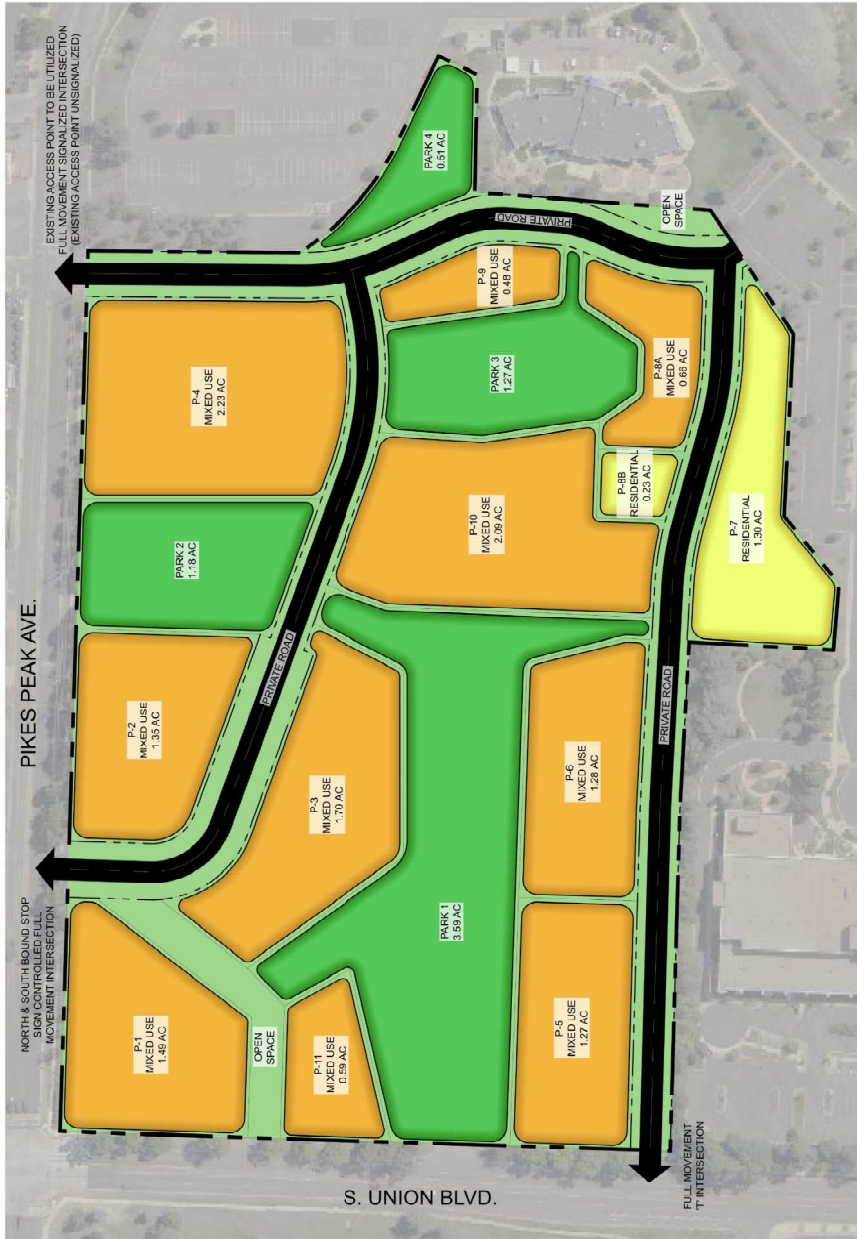 EXISTING ACCESS POINT TO BE UTILIZED
FULL MOVEMENT SIGNALIZED INTERSECTION
(EXISTING ACCESS POINT UNSIGNALIZED)
PARK 4
0.51 AC
PRIVATE ROAD
OPEN
SPACE
P-9
MIXED USE
0.48 AC
P-4
MIXED USE
2.23 AC
PARK 3
1.27 AC
P-8A
MIXED USE
0.66 AC
P-8B
RESIDENTIAL
0.23 AC
P-10
MIXED USE
2.09 AC
P-7
RESIDENTIAL
1.30 AC
PARK 2
1.18 AC
PIKES PEAK AVE.
P-2
MIXED USE
1.35 AC
PRIVATE ROAD
PRIVATE ROAD
P-3
MIXED USE
1.70 AC
P-6
MIXED USE
1.28 AC
PARK 1
3.59 AC
NORTH & SOUTH BOUND STOP
SIGN CONTROLLED FULL
MOVEMENT INTERSECTION
P-1
MIXED USE
1.49 AC
OPEN
SPACE
P-11
MIXED USE
0.59 AC
P-5
MIXED USE
1.27 AC
FULL MOVEMENT
'T' INTERSECTION
S. UNION BLVD.